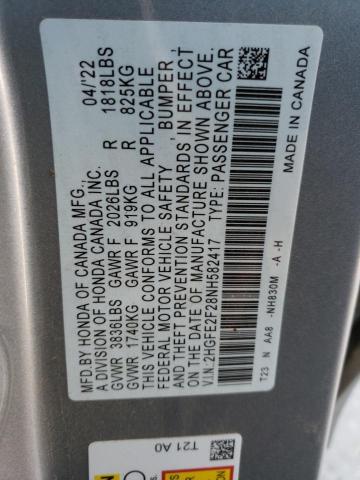 MFD.BY HONDA OF CANADA MFG., 04/'22
A DIVISION OF HONDA CANADA INC.
GVWR 3836LBS GAWR F 2026LBS R 1818LBS
GVWR 1740KG GAWR F 919KG R 825KG
THIS VEHICLE CONFORMS TO ALL APPLICABLE
FEDERAL MOTOR VEHICLE SAFETY, BUMPER, AND
THEFT PREVENTION STANDARDS IN EFFECT
ON THE DATE OF MANUFACTURE SHOWN ABOVE.
V.I.N.:2HGFE2F28NH582417 TYPE: PASSENGER CAR
T23 N AA8 -NH830M -A -H
MADE IN CANADA
T21 A0